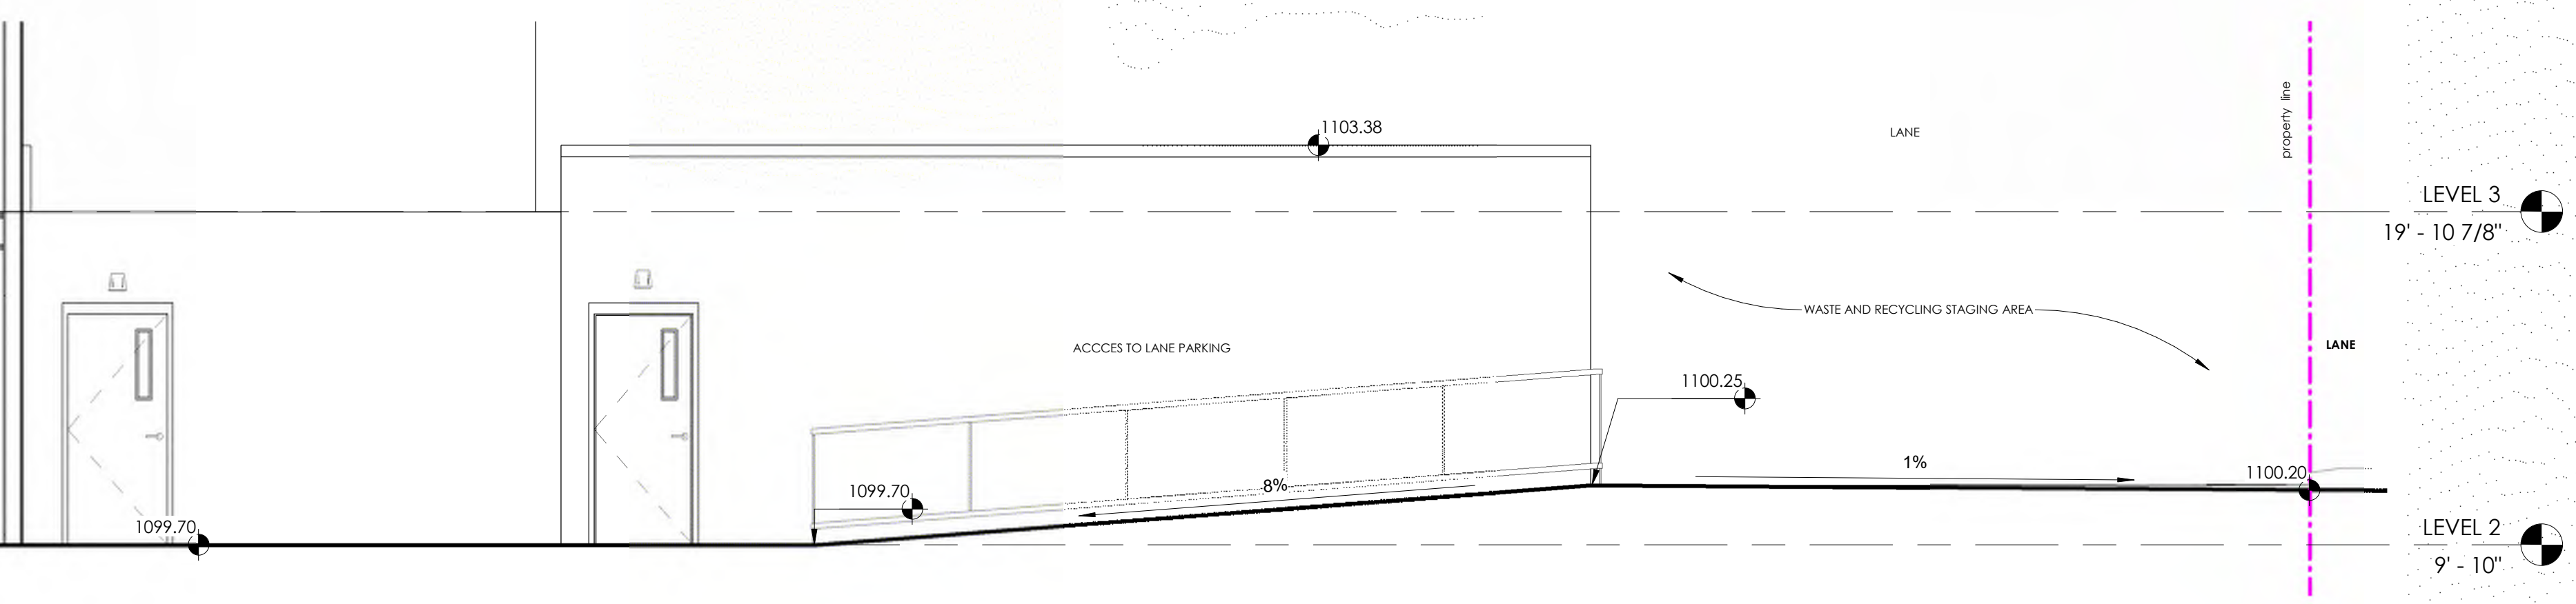 1103.38
LANE
property line
LEVEL 3
19' - 10 7/8"
WASTE AND RECYCLING STAGING AREA
ACCCES TO LANE PARKING
LANE
1100.25
1%
1100.20
8%
1099.70
1099.70
LEVEL 2
9' - 10"